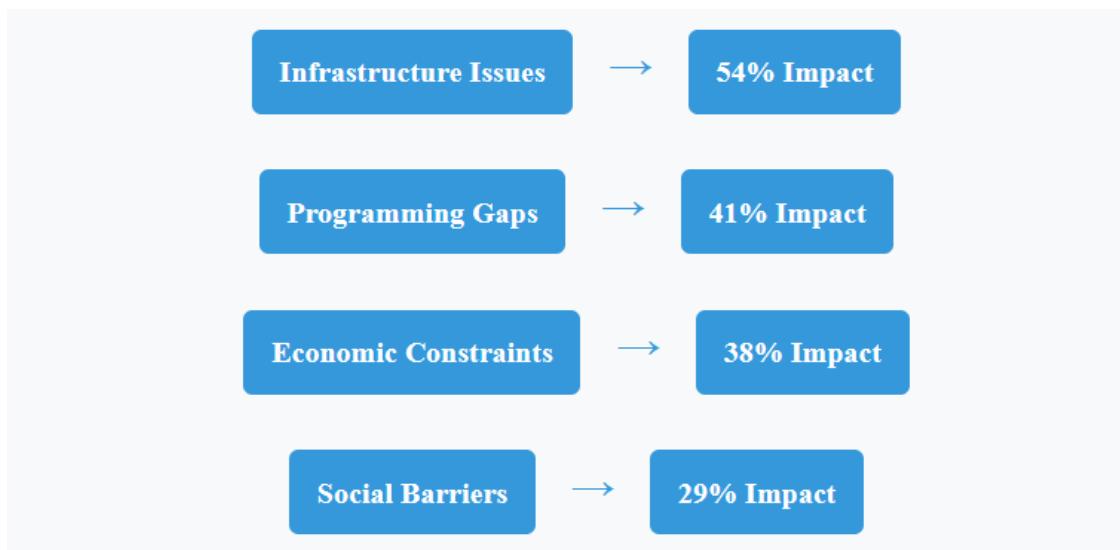 Infrastructure Issues → 54% Impact
Programming Gaps → 41% Impact
Economic Constraints → 38% Impact
Social Barriers → 29% Impact